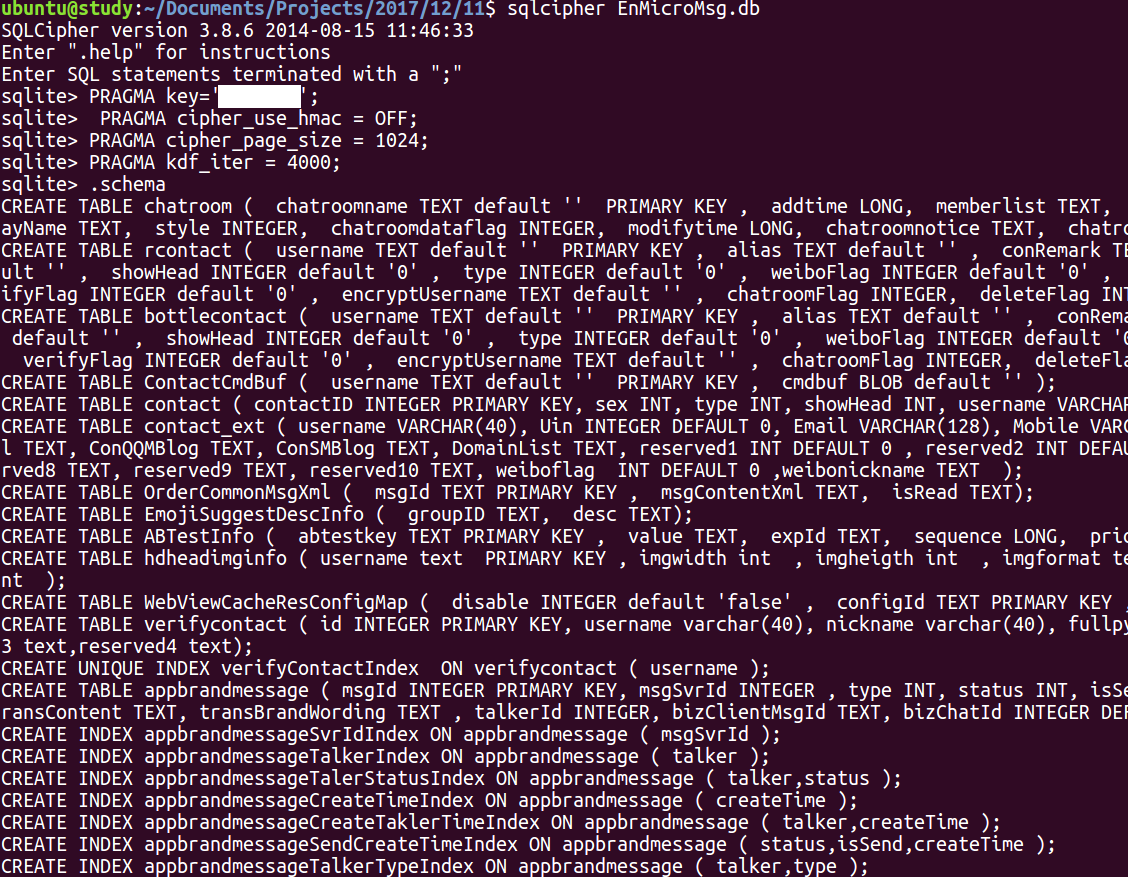 ubuntu@study:~/Documents/Projects/2017/12/11$ sqlcipher EnMicroMsg.db
SQLCipher version 3.8.6 2014-08-15 11:46:33
Enter ".help" for instructions
Enter SQL statements terminated with a ";"
sqlite> PRAGMA key='        ';
sqlite>  PRAGMA cipher_use_hmac = OFF;
sqlite> PRAGMA cipher_page_size = 1024;
sqlite> PRAGMA kdf_iter = 4000;
sqlite> .schema
CREATE TABLE chatroom (  chatroomname TEXT default ''  PRIMARY KEY ,  addtime LONG,  memberlist TEXT,
ayName TEXT,  style INTEGER,  chatroomdataflag INTEGER,  modifytime LONG,  chatroomnotice TEXT,  chatro
CREATE TABLE rcontact (  username TEXT default ''  PRIMARY KEY ,  alias TEXT default '' ,  conRemark TE
ult '' ,  showHead INTEGER default '0' ,  type INTEGER default '0' ,  weiboFlag INTEGER default '0' ,
ifyFlag INTEGER default '0' ,  encryptUsername TEXT default '' ,  chatroomFlag INTEGER,  deleteFlag INT
CREATE TABLE bottlecontact (  username TEXT default ''  PRIMARY KEY ,  alias TEXT default '' ,  conRema
 default '' ,  showHead INTEGER default '0' ,  type INTEGER default '0' ,  weiboFlag INTEGER default '0
  verifyFlag INTEGER default '0' ,  encryptUsername TEXT default '' ,  chatroomFlag INTEGER,  deleteFla
CREATE TABLE ContactCmdBuf (  username TEXT default ''  PRIMARY KEY ,  cmdbuf BLOB default '' );
CREATE TABLE contact ( contactID INTEGER PRIMARY KEY, sex INT, type INT, showHead INT, username VARCHAR
CREATE TABLE contact_ext ( username VARCHAR(40), Uin INTEGER DEFAULT 0, Email VARCHAR(128), Mobile VARC
l TEXT, ConQQMBlog TEXT, ConSMBlog TEXT, DomainList TEXT, reserved1 INT DEFAULT 0 , reserved2 INT DEFAU
rved8 TEXT, reserved9 TEXT, reserved10 TEXT, weiboflag  INT DEFAULT 0 ,weibonickname TEXT  );
CREATE TABLE OrderCommonMsgXml (  msgId TEXT PRIMARY KEY ,  msgContentXml TEXT,  isRead TEXT);
CREATE TABLE EmojiSuggestDescInfo (  groupID TEXT,  desc TEXT);
CREATE TABLE ABTestInfo (  abtestkey TEXT PRIMARY KEY ,  value TEXT,  expId TEXT,  sequence LONG,  prio
CREATE TABLE hdheadimginfo ( username text  PRIMARY KEY , imgwidth int  , imgheigth int  , imgformat te
nt  );
CREATE TABLE WebViewCacheResConfigMap (  disable INTEGER default 'false' ,  configId TEXT PRIMARY KEY ,
CREATE TABLE verifycontact ( id INTEGER PRIMARY KEY, username varchar(40), nickname varchar(40), fullpy
3 text,reserved4 text);
CREATE UNIQUE INDEX verifyContactIndex  ON verifycontact ( username );
CREATE TABLE appbrandmessage ( msgId INTEGER PRIMARY KEY, msgSvrId INTEGER , type INT, status INT, isSe
ransContent TEXT, transBrandWording TEXT , talkerId INTEGER, bizClientMsgId TEXT, bizChatId INTEGER DEF
CREATE INDEX appbrandmessageSvrIdIndex ON appbrandmessage ( msgSvrId );
CREATE INDEX appbrandmessageTalkerIndex ON appbrandmessage ( talker );
CREATE INDEX appbrandmessageTalerStatusIndex ON appbrandmessage ( talker,status );
CREATE INDEX appbrandmessageCreateTimeIndex ON appbrandmessage ( createTime );
CREATE INDEX appbrandmessageCreateTaklerTimeIndex ON appbrandmessage ( talker,createTime );
CREATE INDEX appbrandmessageSendCreateTimeIndex ON appbrandmessage ( status,isSend,createTime );
CREATE INDEX appbrandmessageTalkerTypeIndex ON appbrandmessage ( talker,type );